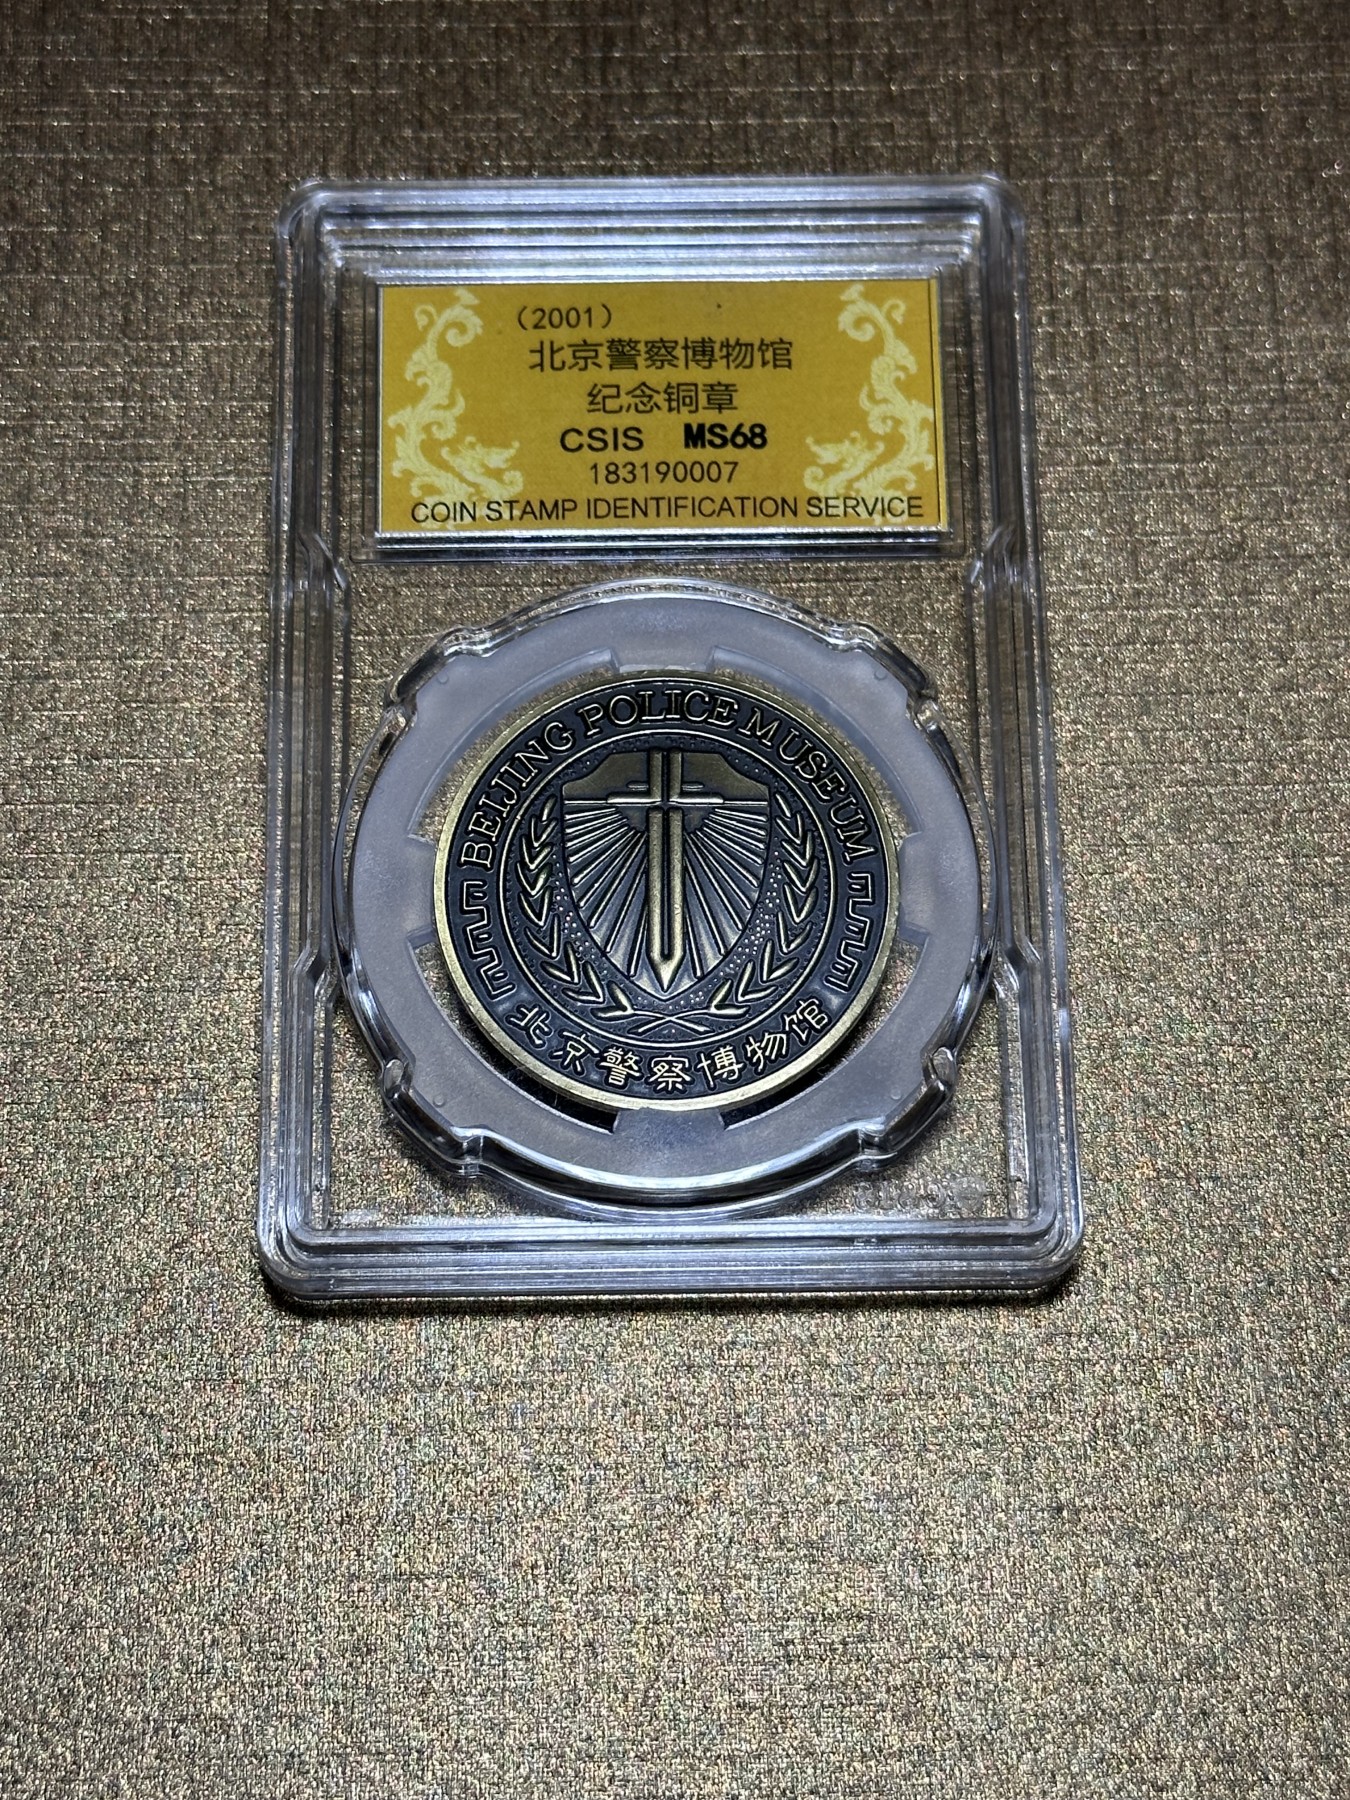 （2001）
北京警察博物馆
纪念铜章
CSIS MS68
183190007
COIN STAMP IDENTIFICATION SERVICE
BEIJING POLICE MUSEUM
北京警察博物馆